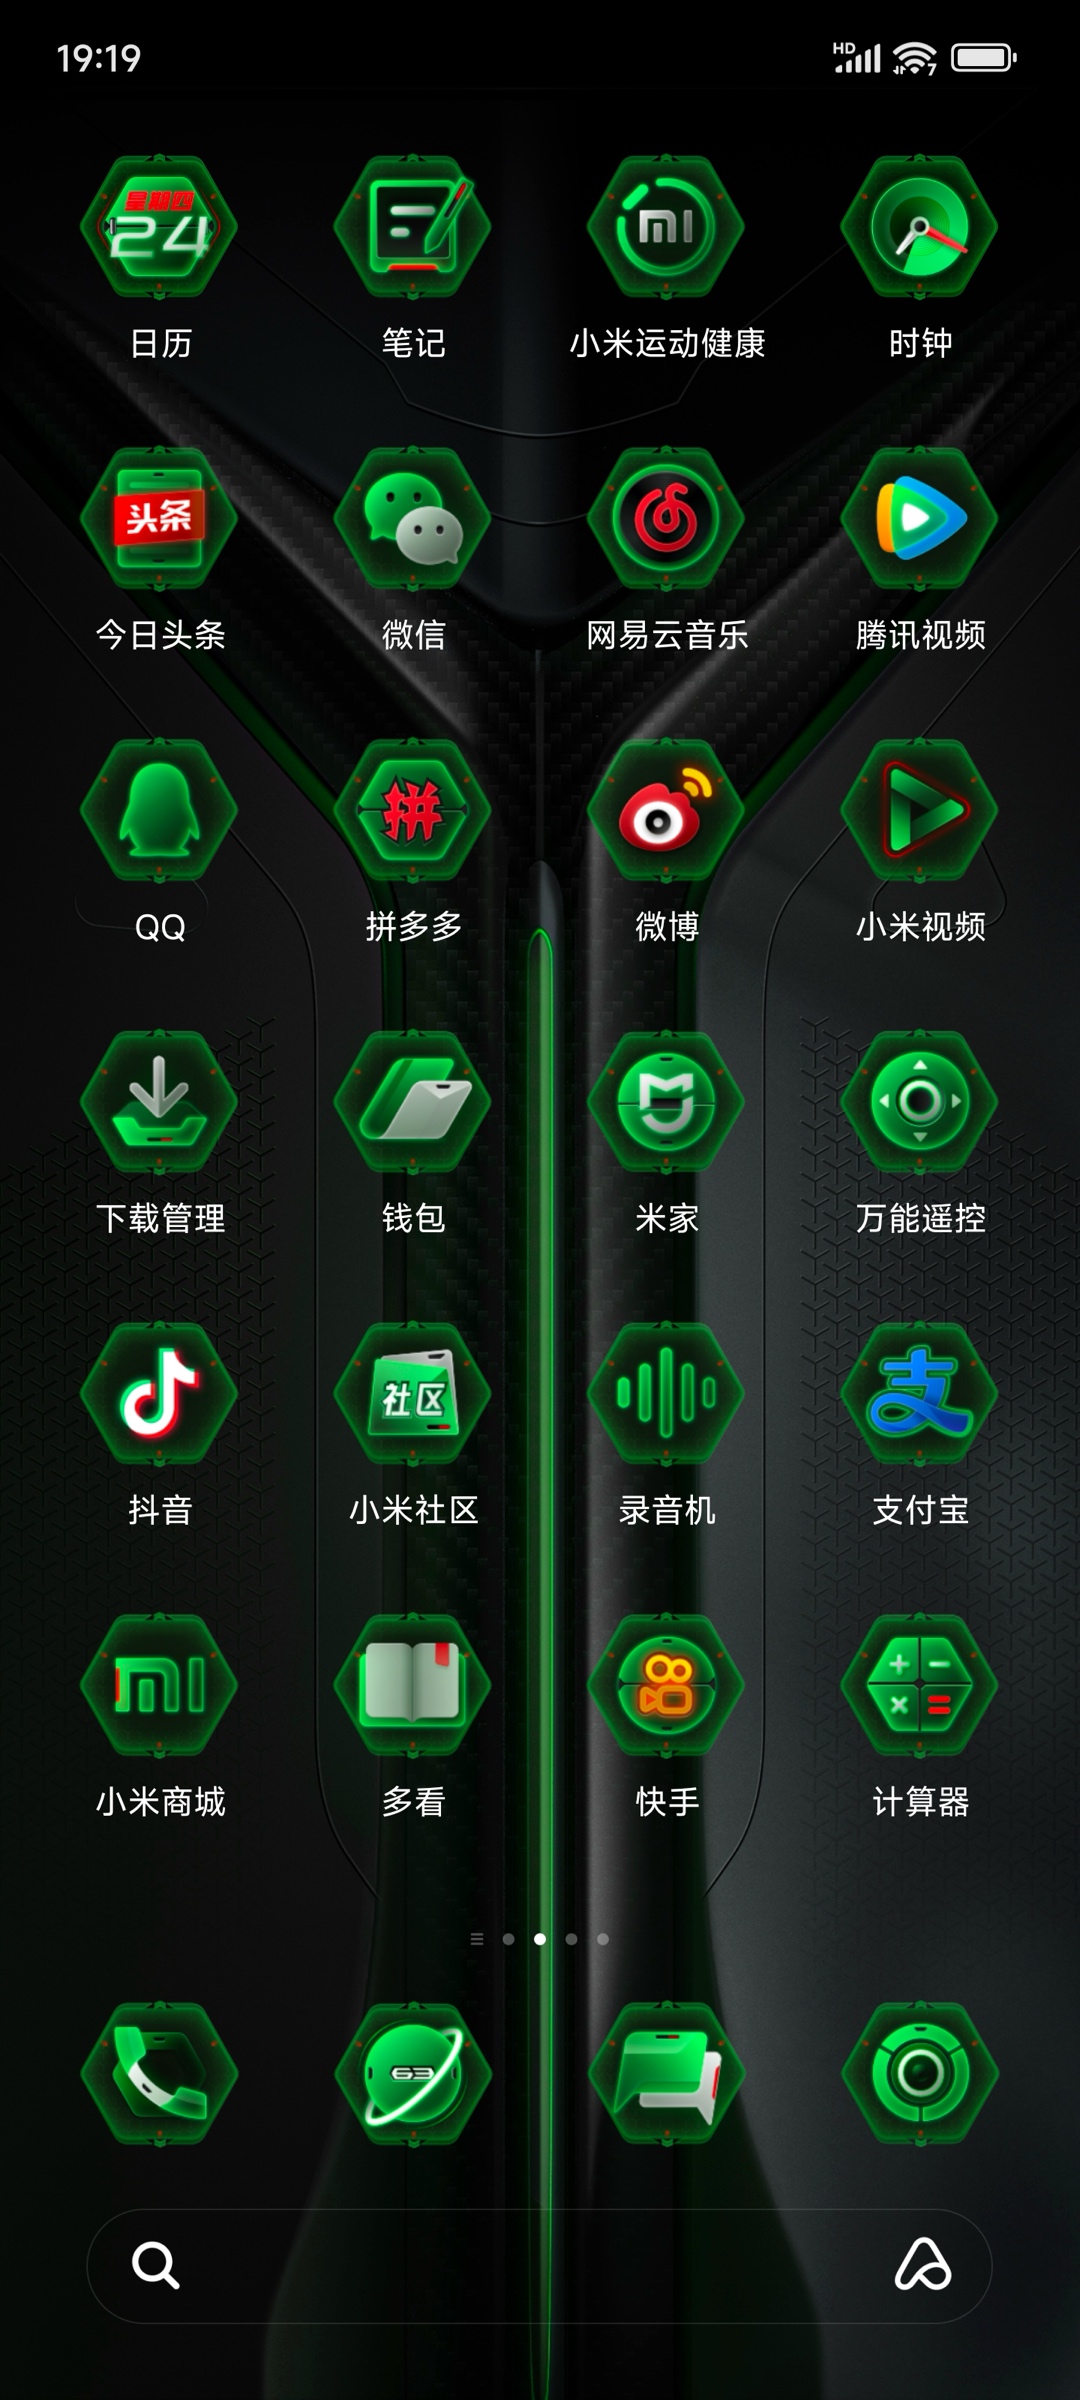 19:19
HD
7
星期四
24
日历
笔记
小米运动健康
时钟
头条
今日头条
微信
网易云音乐
腾讯视频
拼
QQ
拼多多
微博
小米视频
下载管理
钱包
米家
万能遥控
社区
支
抖音
小米社区
录音机
支付宝
小米商城
多看
快手
计算器